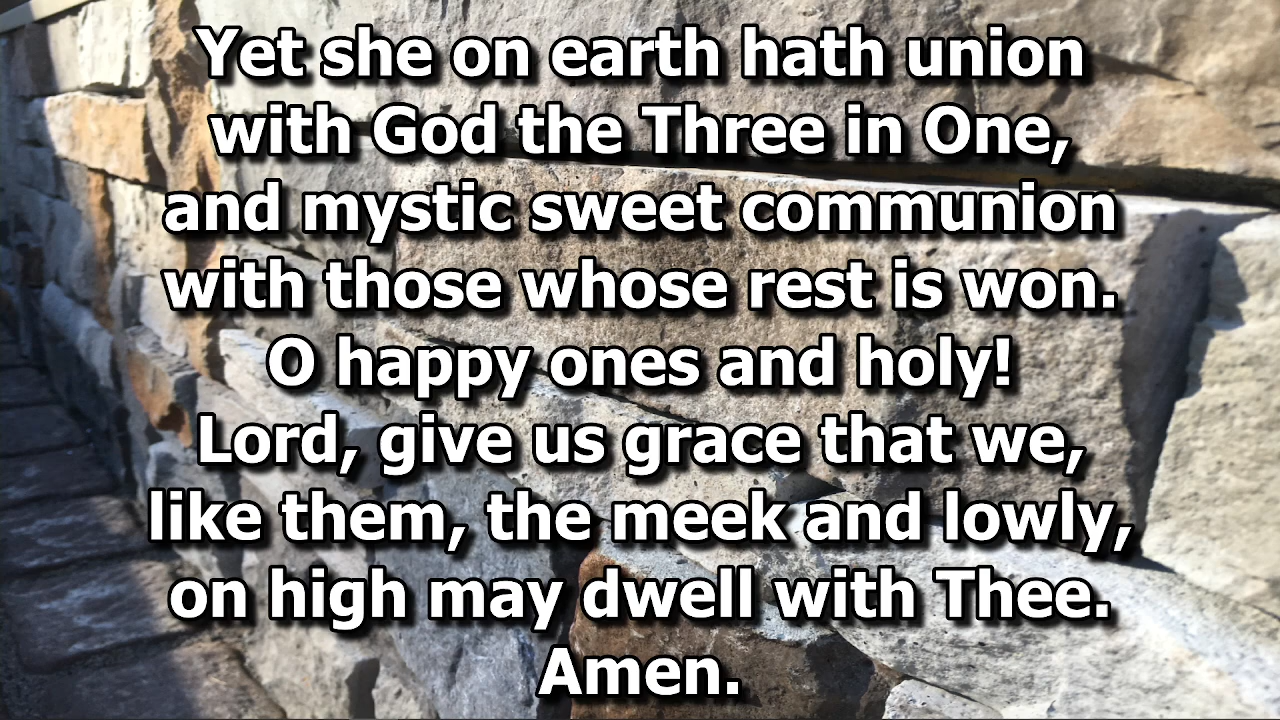 Yet she on earth hath union
with God the Three in One,
and mystic sweet communion
with those whose rest is won.
O happy ones and holy!
Lord, give us grace that we,
like them, the meek and lowly,
on high may dwell with Thee.
Amen.